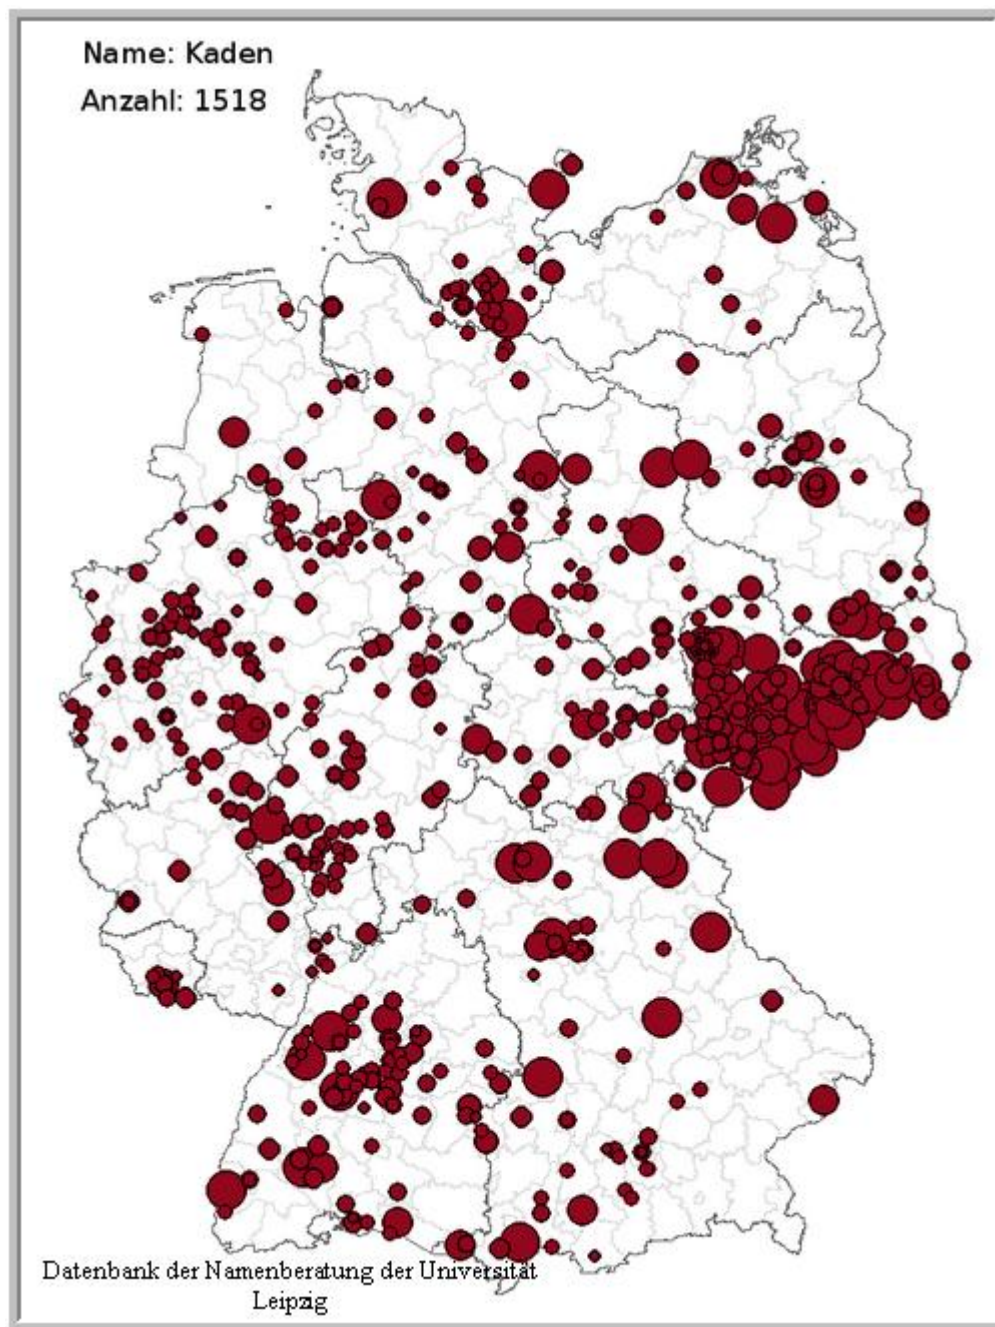 Name: Kaden
Anzahl: 1518
Datenbank der Namenberatung der Universität
Leipzig